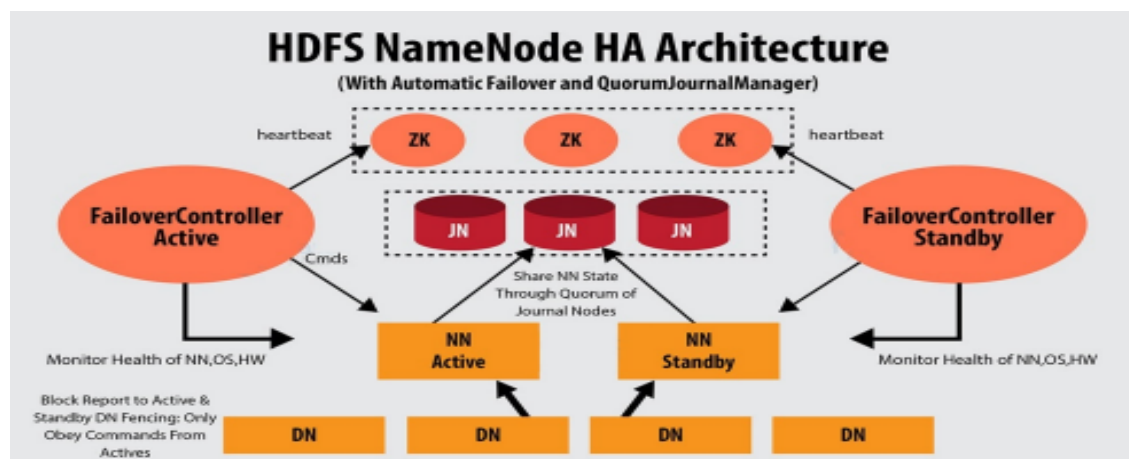 HDFS NameNode HA Architecture
(With Automatic Failover and QuorumJournalManager)
heartbeat
ZK
ZK
ZK
heartbeat
FailoverController
Active
JN
JN
JN
FailoverController
Standby
Cmds
Share NN State
Through Quorum of
Journal Nodes
NN
Active
NN
Standby
Monitor Health of NN,OS,HW
Monitor Health of NN,OS,HW
Block Report to Active &
Standby DN Fencing: Only
Obey Commands From
Actives
DN
DN
DN
DN